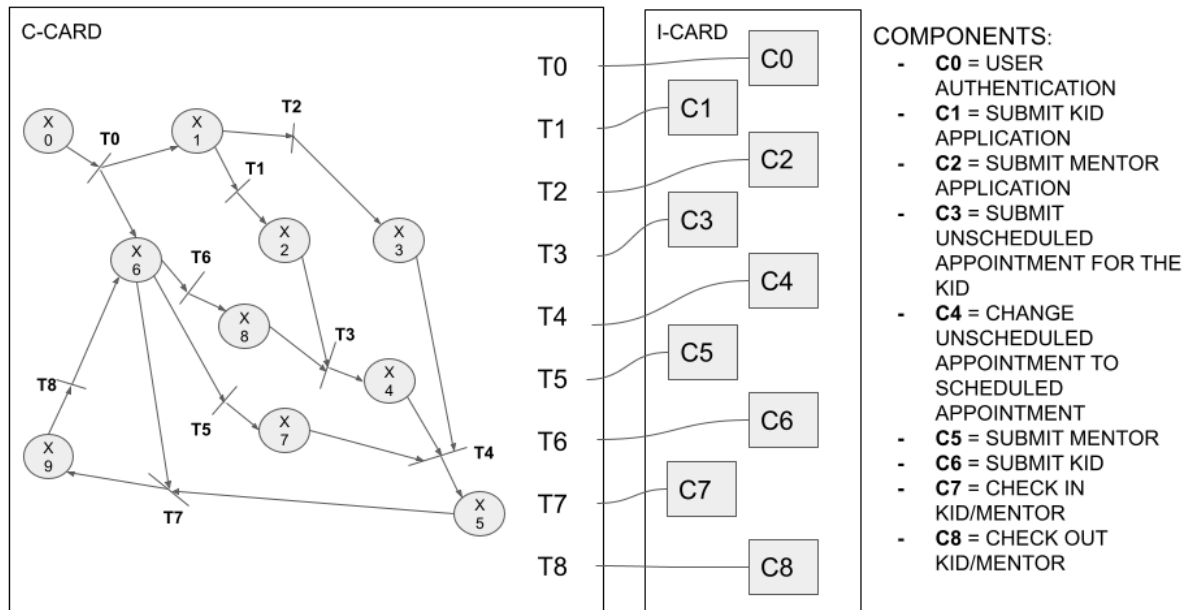 C-CARD
X
0
T0
X
1
T2
T1
X
2
X
3
X
6
T6
X
8
T3
X
4
T8
T5
X
7
T4
X
9
T7
X
5
T0
T1
T2
T3
T4
T5
T6
T7
T8
I-CARD
C0
C1
C2
C3
C4
C5
C6
C7
C8
COMPONENTS:
- C0 = USER
AUTHENTICATION
- C1 = SUBMIT KID
APPLICATION
- C2 = SUBMIT MENTOR
APPLICATION
- C3 = SUBMIT
UNSCHEDULED
APPOINTMENT FOR THE
KID
- C4 = CHANGE
UNSCHEDULED
APPOINTMENT TO
SCHEDULED
APPOINTMENT
- C5 = SUBMIT MENTOR
- C6 = SUBMIT KID
- C7 = CHECK IN
KID/MENTOR
- C8 = CHECK OUT
KID/MENTOR